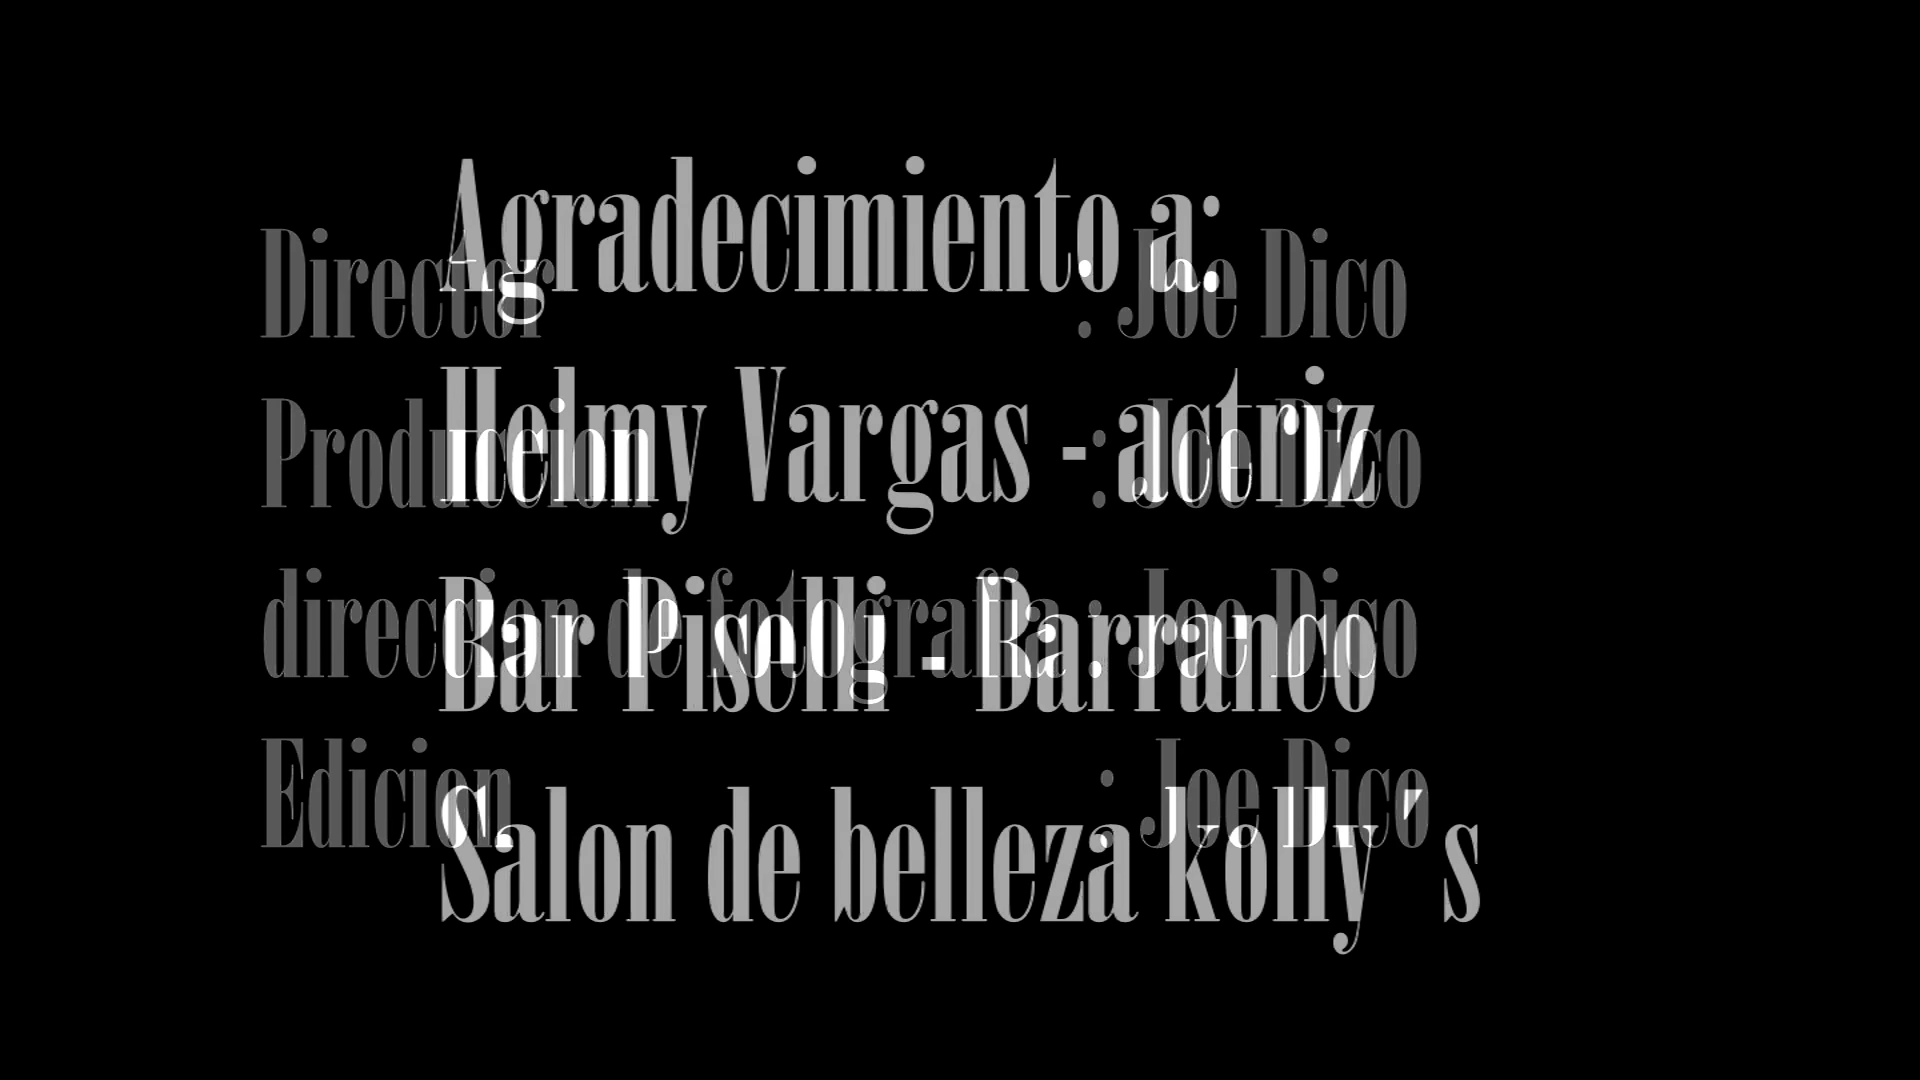 Agradecimiento a:
Director : Joe Dico
Heimy Vargas - actriz
Produccion : Joe Dico
Bar Piselli - Barranco
direccion de fotografia : Joe Dico
Salon de belleza kolly´s
Edicion : Joe Dico